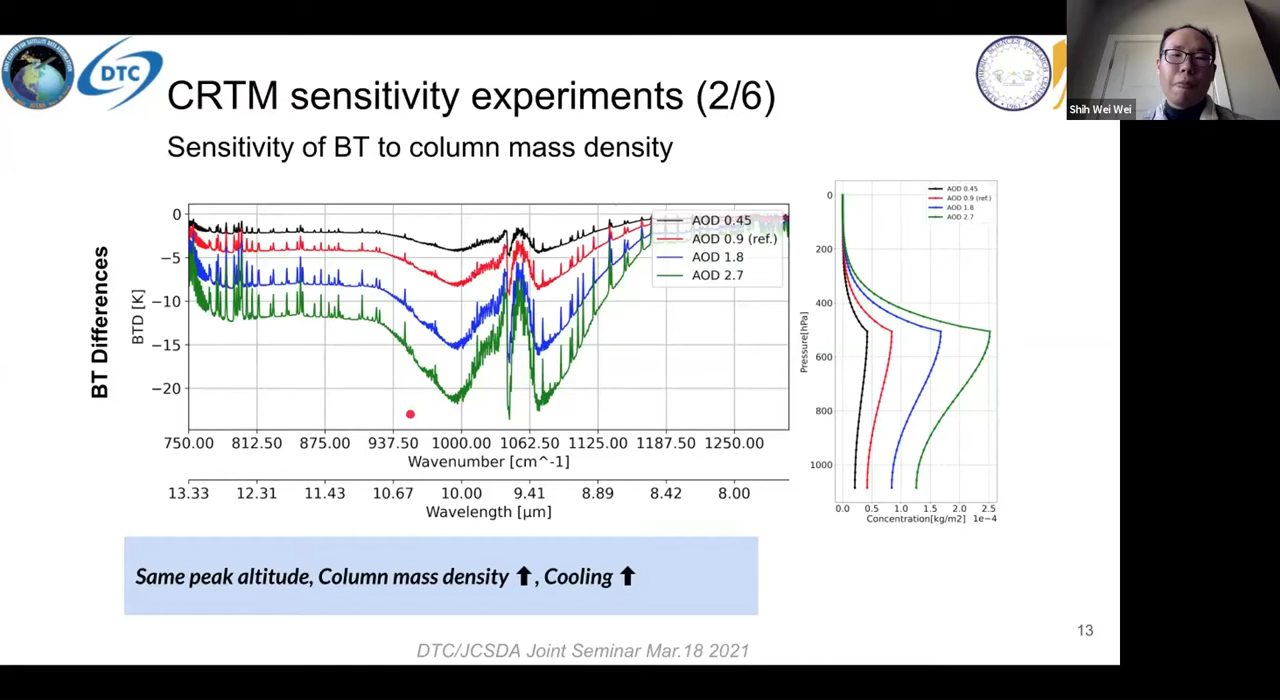 DTC
CRTM sensitivity experiments (2/6)
Shih Wei Wei
Sensitivity of BT to column mass density
BT Differences
BTD [K]
0
−5
−10
−15
−20
AOD 0.45
AOD 0.9 (ref.)
AOD 1.8
AOD 2.7
750.00 812.50 875.00 937.50 1000.00 1062.50 1125.00 1187.50 1250.00
Wavenumber [cm^-1]
13.33 12.31 11.43 10.67 10.00 9.41 8.89 8.42 8.00
Wavelength [μm]
AOD 0.45
AOD 0.9 (ref.)
AOD 1.8
AOD 2.7
Pressure[hPa]
0
200
400
600
800
1000
0.0 0.5 1.0 1.5 2.0 2.5
Concentration[kg/m2] 1e−4
Same peak altitude, Column mass density ⬆, Cooling ⬆
13
DTC/JCSDA Joint Seminar Mar.18 2021